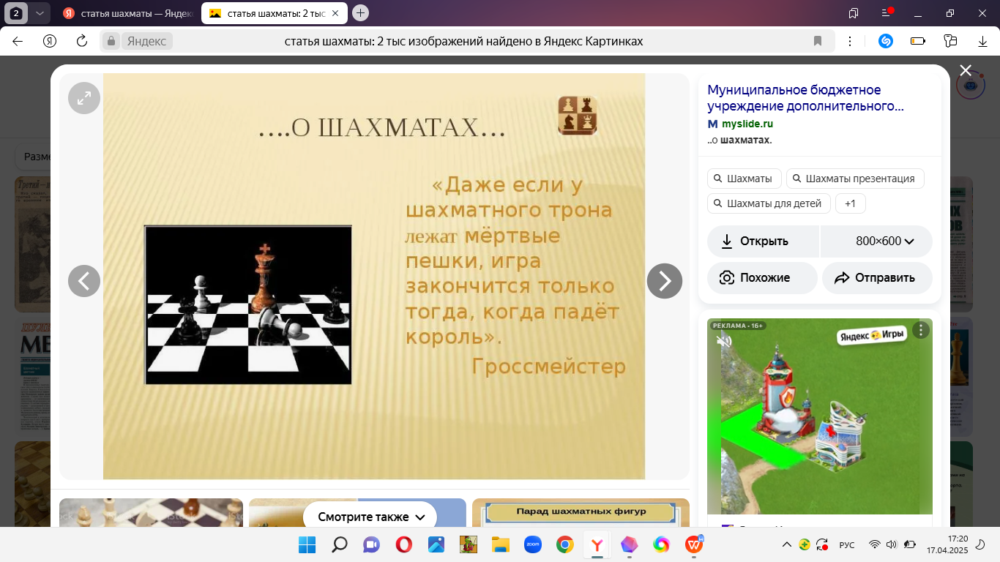 2
статья шахматы — Яндек
статья шахматы: 2 тыс
Яндекс
статья шахматы: 2 тыс изображений найдено в Яндекс Картинках
Разме
....О ШАХМАТАХ...
«Даже если у
шахматного трона
лежат мёртвые
пешки, игра
закончится только
тогда, когда падёт
король».
Гроссмейстер
Муниципальное бюджетное
учреждение дополнительного...
M myslide.ru
..о шахматах.
Шахматы
Шахматы презентация
Шахматы для детей
+1
Открыть
800×600
Похожие
Отправить
РЕКЛАМА • 16+
Яндекс Игры
Смотрите также
Парад шахматных фигур
zoom
РУС
17:20
17.04.2025